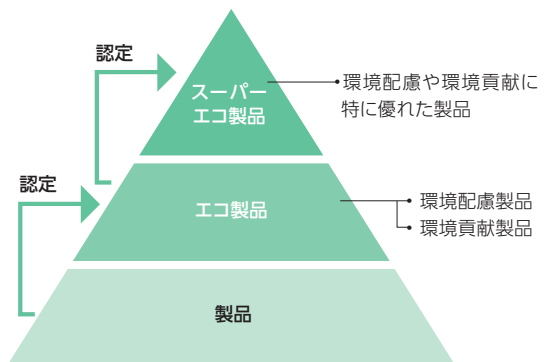 認定
スーパー
エコ製品
環境配慮や環境貢献に
特に優れた製品
認定
エコ製品
環境配慮製品
環境貢献製品
製品